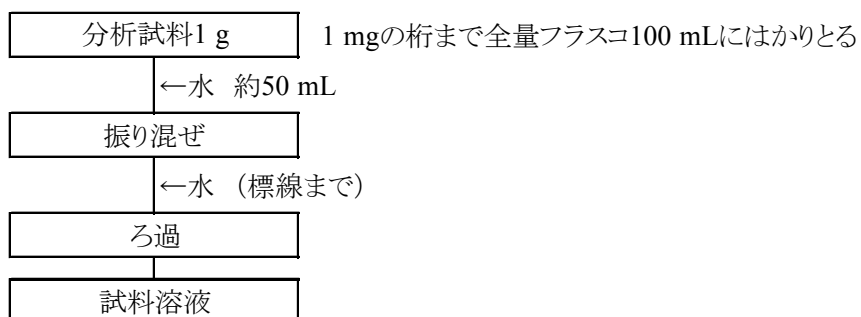 分析試料1 g 1 mgの桁まで全量フラスコ100 mLにはかりとる
←水 約50 mL
振り混ぜ
←水 (標線まで)
ろ過
試料溶液